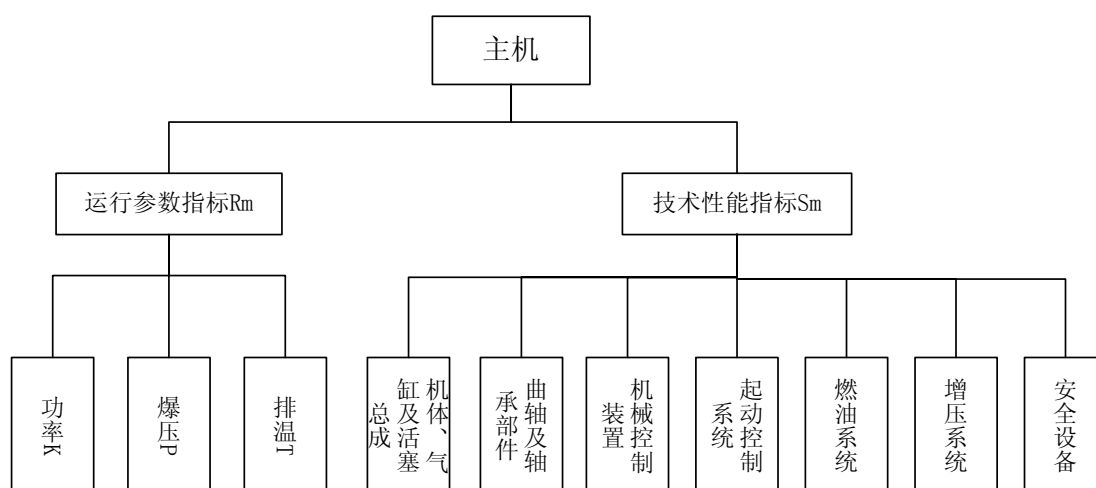 主机
运行参数指标Rm
技术性能指标Sm
功率K
爆压P
排温T
机体、气
缸及活塞
总成
曲轴及轴
承部件
机械控制
装置
起动控制
系统
燃油系统
增压系统
安全设备